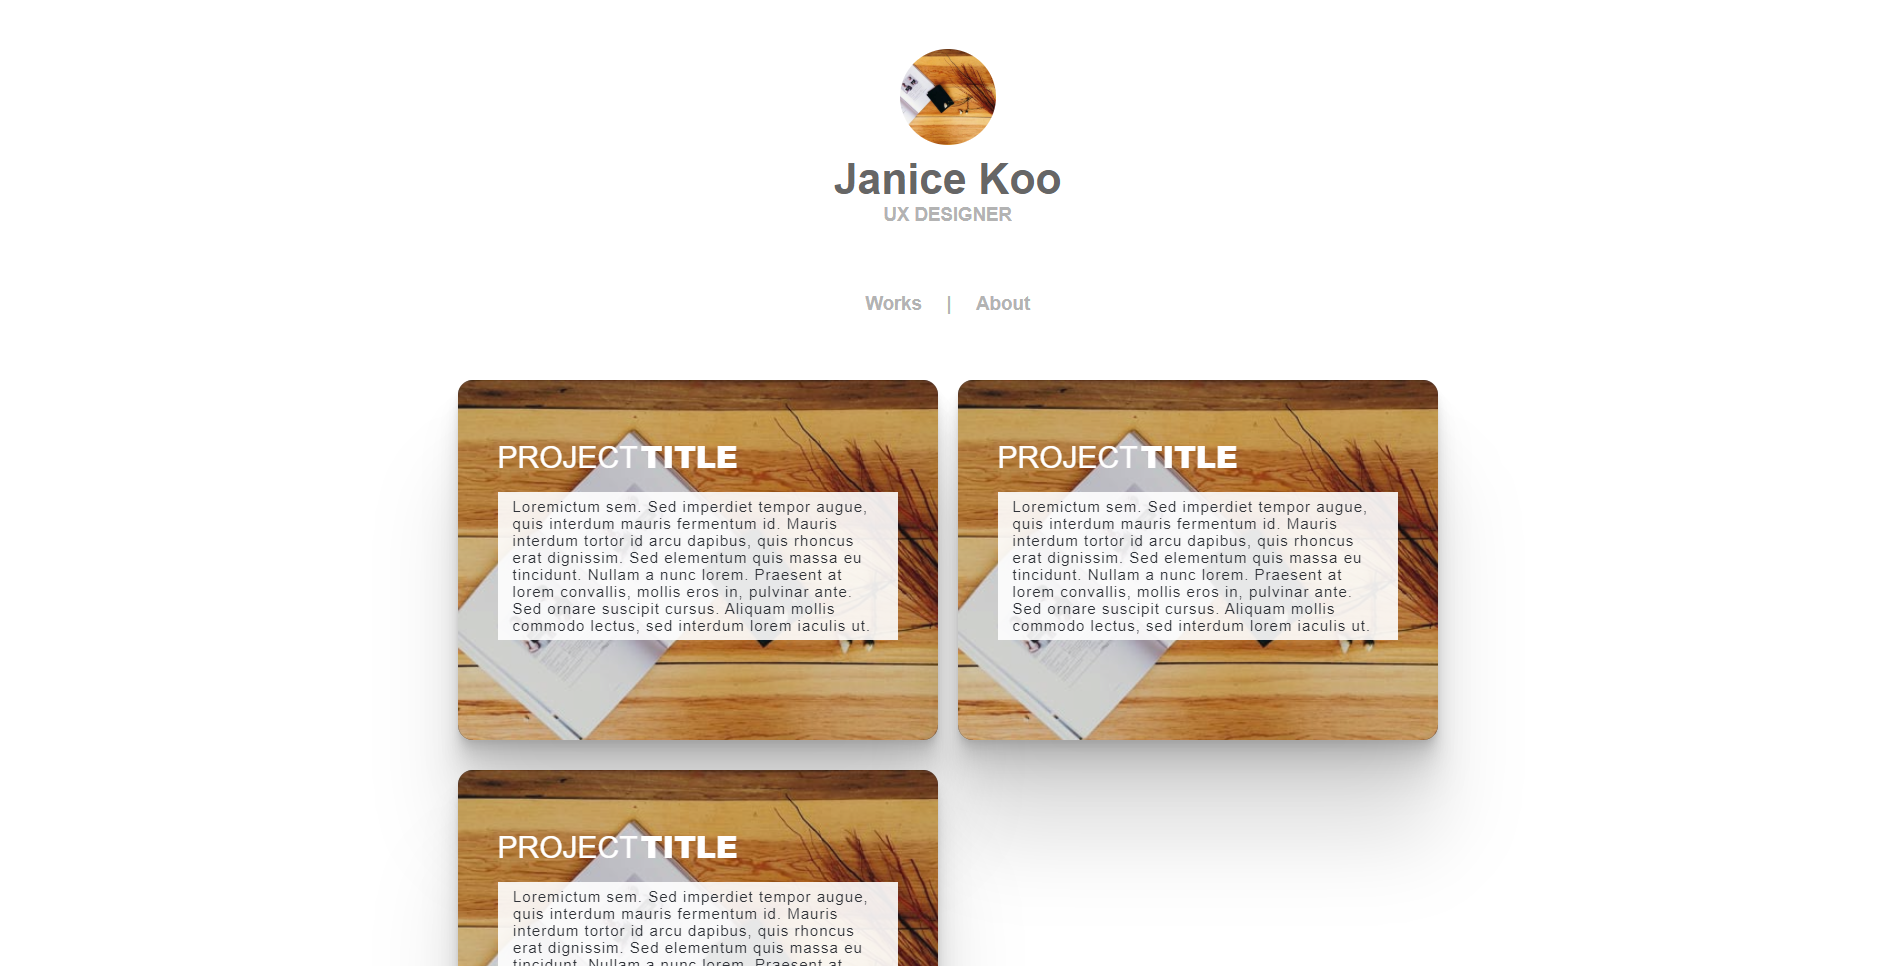 Janice Koo
UX DESIGNER
Works | About
PROJECTTITLE
Loremictum sem. Sed imperdiet tempor augue,
quis interdum mauris fermentum id. Mauris
interdum tortor id arcu dapibus, quis rhoncus
erat dignissim. Sed elementum quis massa eu
tincidunt. Nullam a nunc lorem. Praesent at
lorem convallis, mollis eros in, pulvinar ante.
Sed ornare suscipit cursus. Aliquam mollis
commodo lectus, sed interdum lorem iaculis ut.
PROJECTTITLE
Loremictum sem. Sed imperdiet tempor augue,
quis interdum mauris fermentum id. Mauris
interdum tortor id arcu dapibus, quis rhoncus
erat dignissim. Sed elementum quis massa eu
tincidunt. Nullam a nunc lorem. Praesent at
lorem convallis, mollis eros in, pulvinar ante.
Sed ornare suscipit cursus. Aliquam mollis
commodo lectus, sed interdum lorem iaculis ut.
PROJECTTITLE
Loremictum sem. Sed imperdiet tempor augue,
quis interdum mauris fermentum id. Mauris
interdum tortor id arcu dapibus, quis rhoncus
erat dignissim. Sed elementum quis massa eu
tincidunt. Nullam a nunc lorem. Praesent at